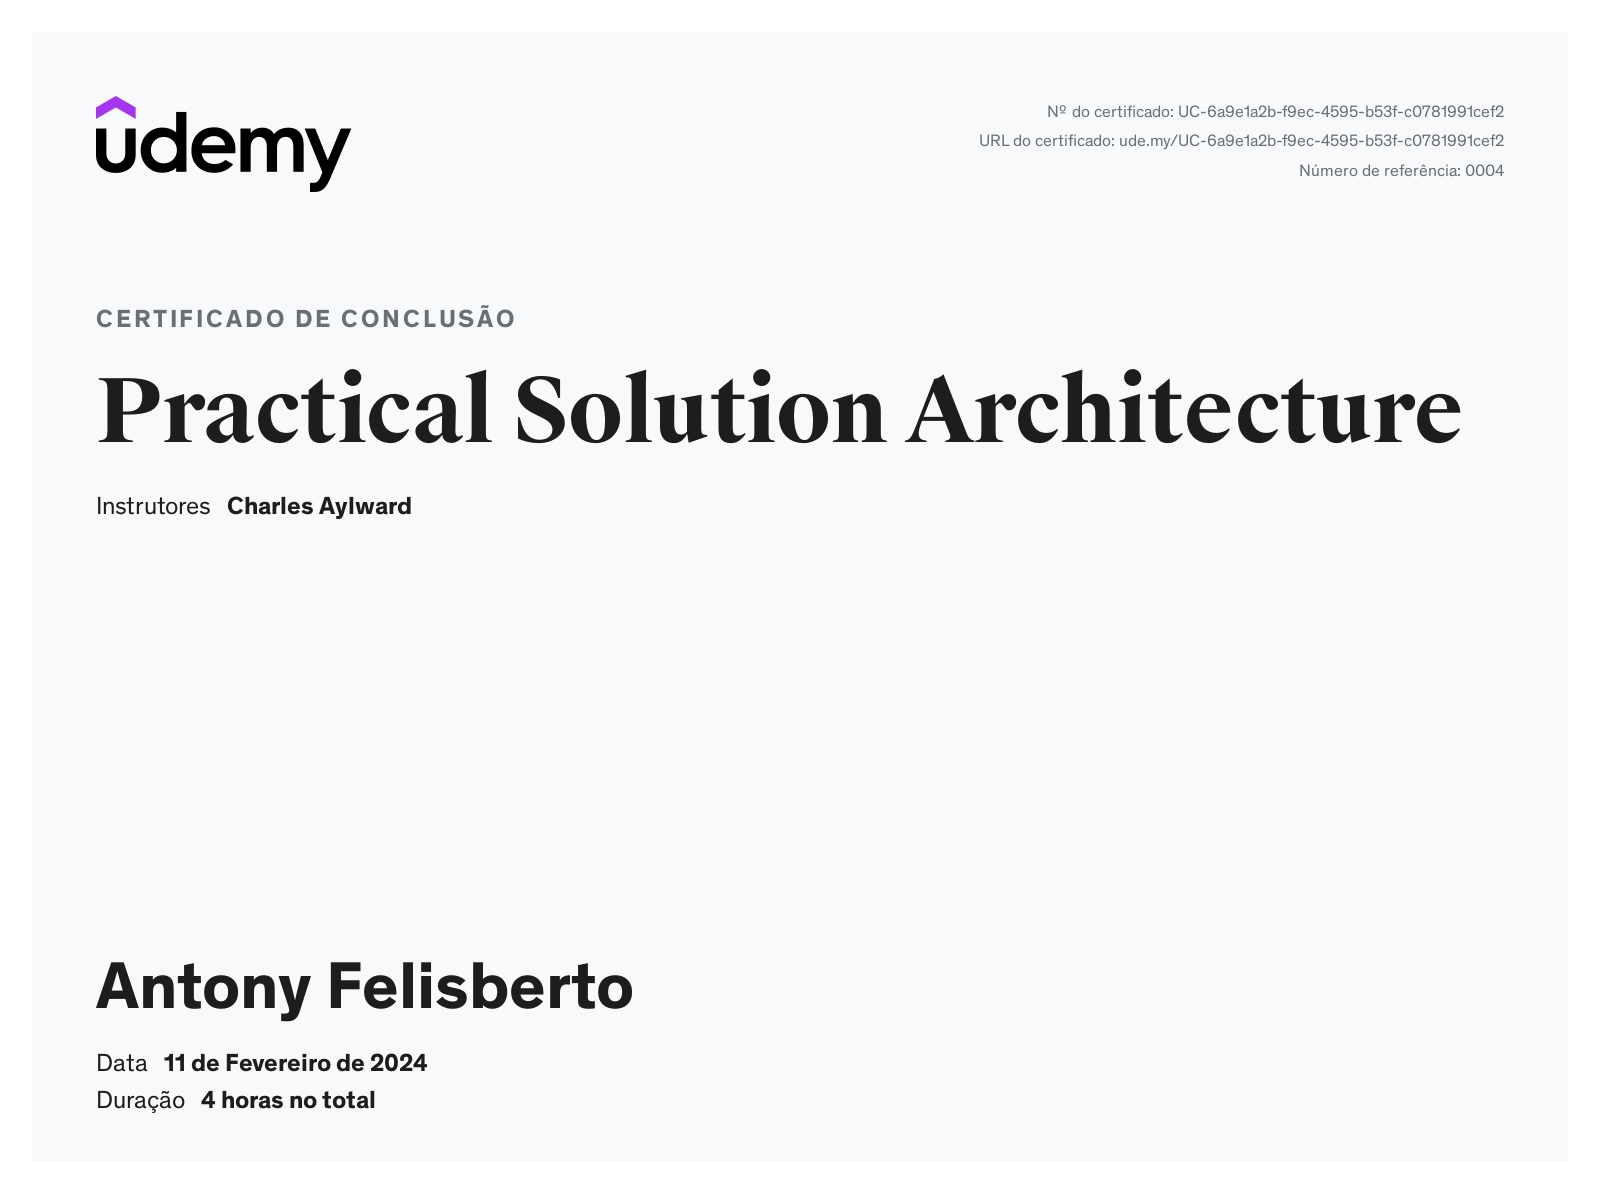 udemy
Nº do certificado: UC-6a9e1a2b-f9ec-4595-b53f-c0781991cef2
URL do certificado: ude.my/UC-6a9e1a2b-f9ec-4595-b53f-c0781991cef2
Número de referência: 0004
CERTIFICADO DE CONCLUSÃO
Practical Solution Architecture
Instrutores Charles Aylward
Antony Felisberto
Data 11 de Fevereiro de 2024
Duração 4 horas no total